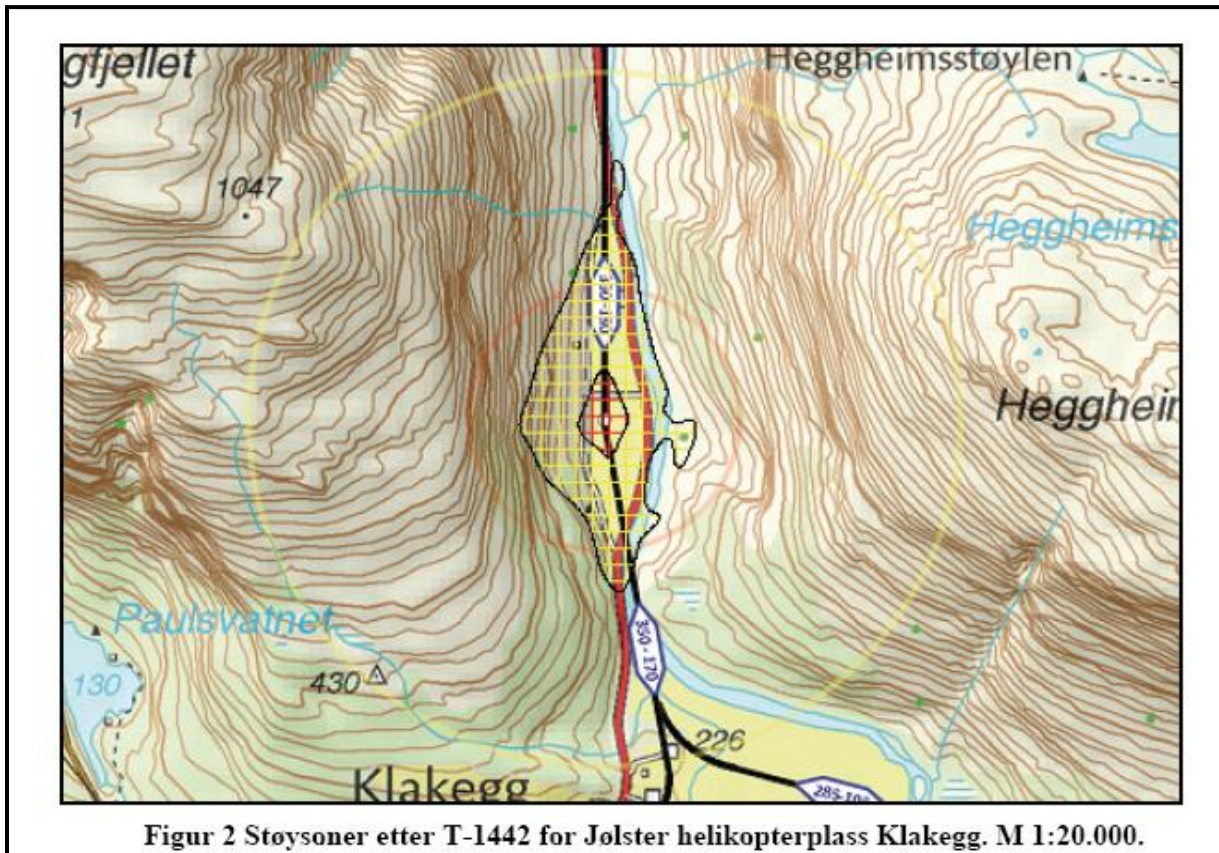 gfjellet
Heggheimsstøylen
1
1047
Heggheims
Heggheim
Paulsvatnet
130
430
350 - 170
226
Klakegg
Figur 2 Støysoner etter T-1442 for Jølster helikopterplass Klakegg. M 1:20.000.